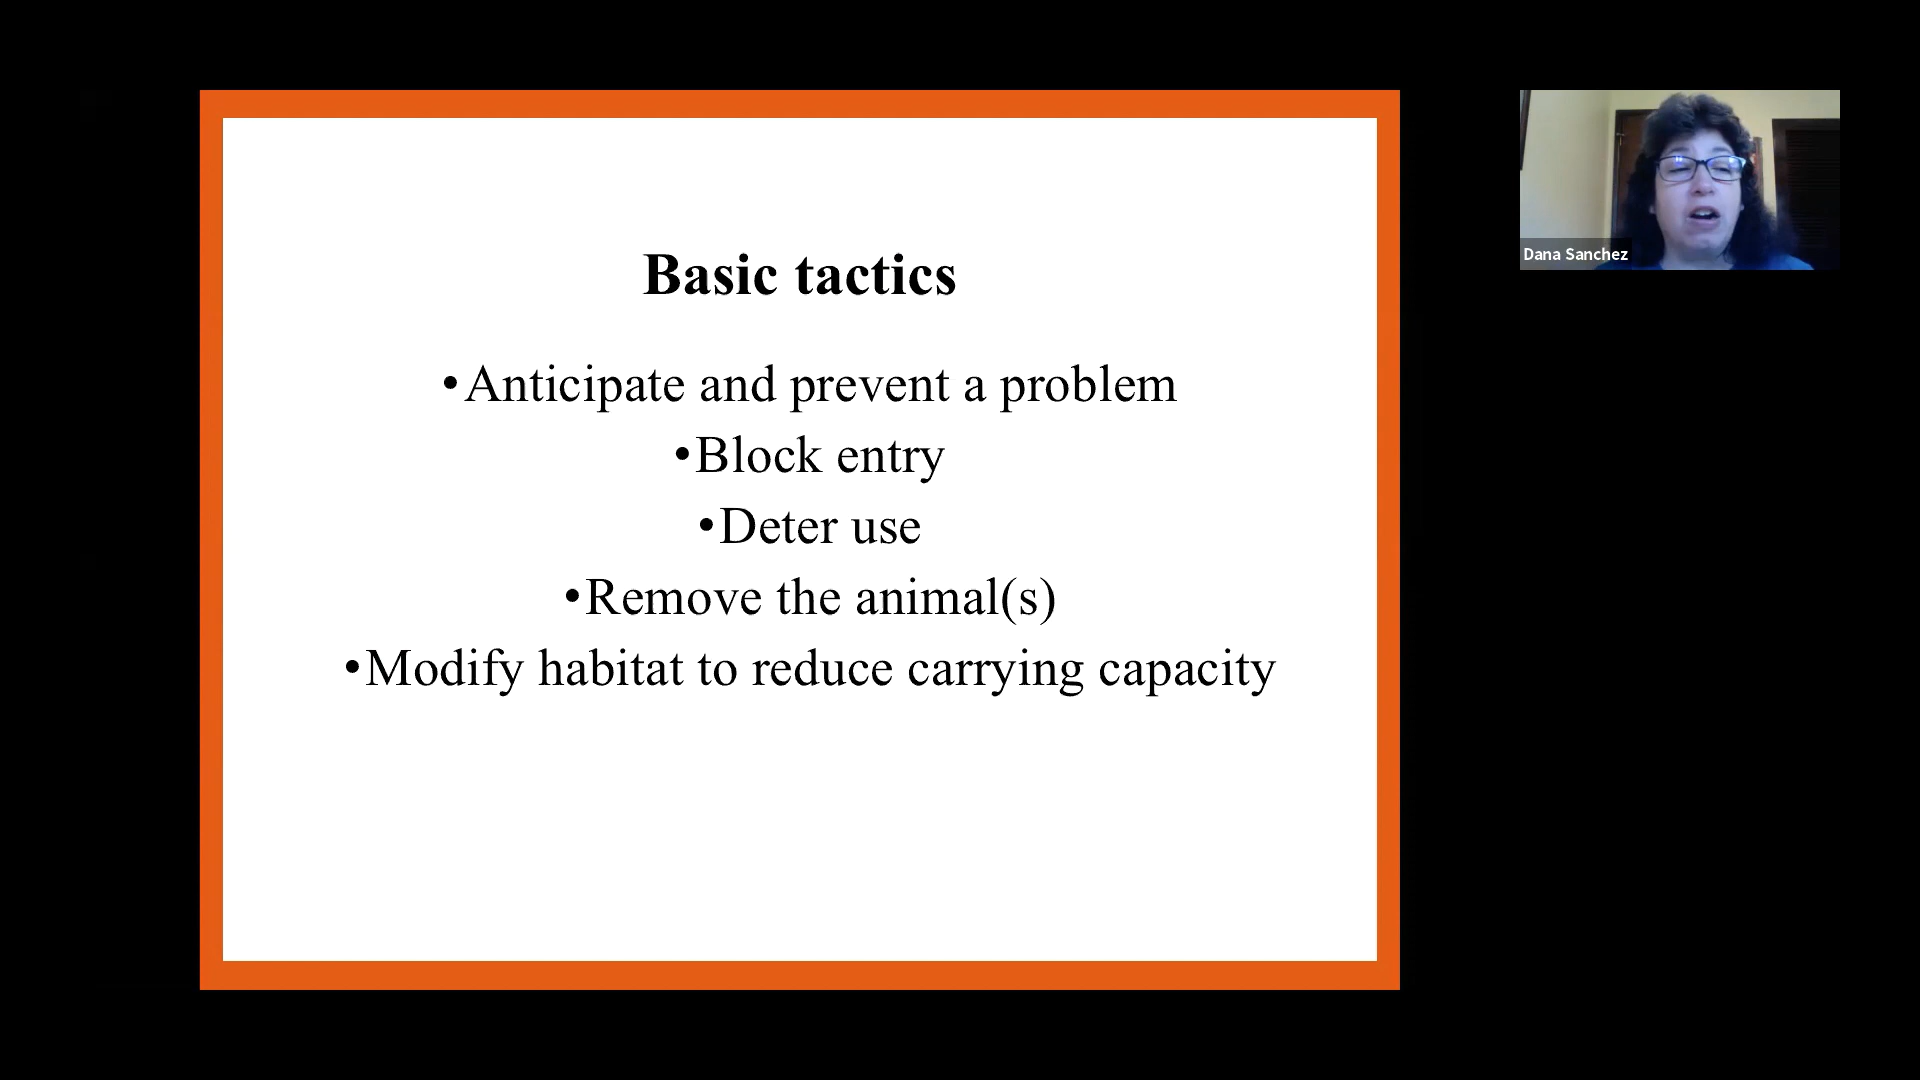 Basic tactics
•Anticipate and prevent a problem
•Block entry
•Deter use
•Remove the animal(s)
•Modify habitat to reduce carrying capacity
Dana Sanchez